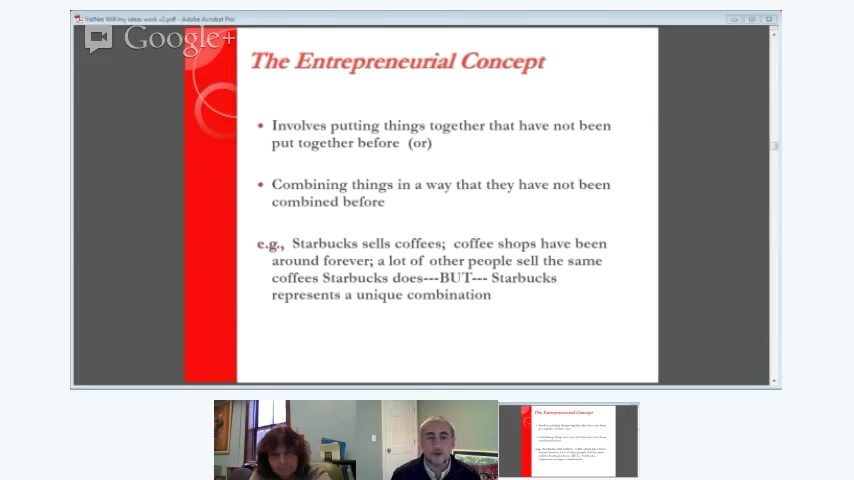 VetNet Will my ideas work v2.pdf - Adobe Acrobat Pro
Google+
The Entrepreneurial Concept
• Involves putting things together that have not been
put together before (or)
• Combining things in a way that they have not been
combined before
e.g., Starbucks sells coffees; coffee shops have been
around forever; a lot of other people sell the same
coffees Starbucks does---BUT--- Starbucks
represents a unique combination
The Entrepreneurial Concept